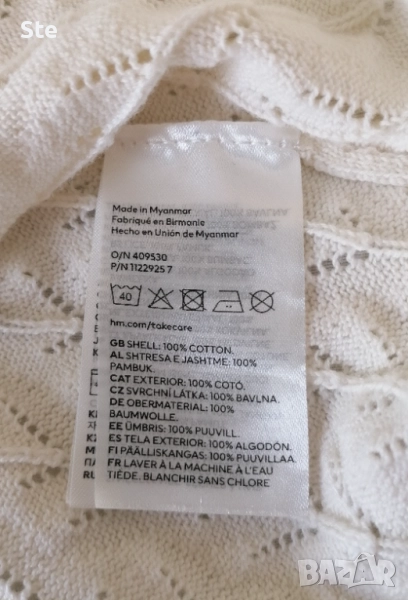 Ste
Made in Myanmar
Fabriqué en Birmanie
Hecho en Unión de Myanmar
O/N 409530
P/N 1122925 7
40
hm.com/takecare
GB SHELL: 100% COTTON.
AL SHTRESA E JASHTME: 100%
PAMBUK.
CAT EXTERIOR: 100% COTÓ.
CZ SVRCHNÍ LÁTKA: 100% BAVLNA.
DE OBERMATERIAL: 100%
BAUMWOLLE.
EE ÜMBRIS: 100% PUUVILL.
ES TELA EXTERIOR: 100% ALGODÓN.
FI PÄÄLLISKANGAS: 100% PUUVILLAA.
FR LAVER À LA MACHINE À L'EAU
TIÈDE. BLANCHIR SANS CHLORE
BAZAR